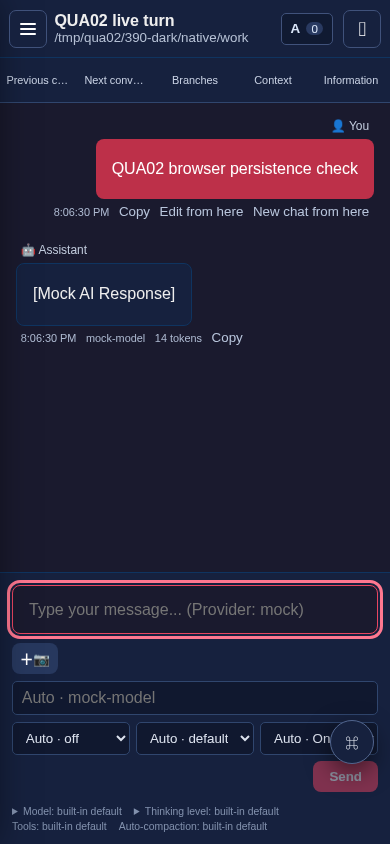 QUA02 live turn
/tmp/qua02/390-dark/native/work
A 0
Previous c… Next conv… Branches Context Information
You
QUA02 browser persistence check
8:06:30 PM Copy Edit from here New chat from here
Assistant
[Mock AI Response]
8:06:30 PM mock-model 14 tokens Copy
Type your message... (Provider: mock)
+
Auto · mock-model
Auto · off Auto · default Auto · On
⌘
Send
Model: built-in default Thinking level: built-in default
Tools: built-in default Auto-compaction: built-in default